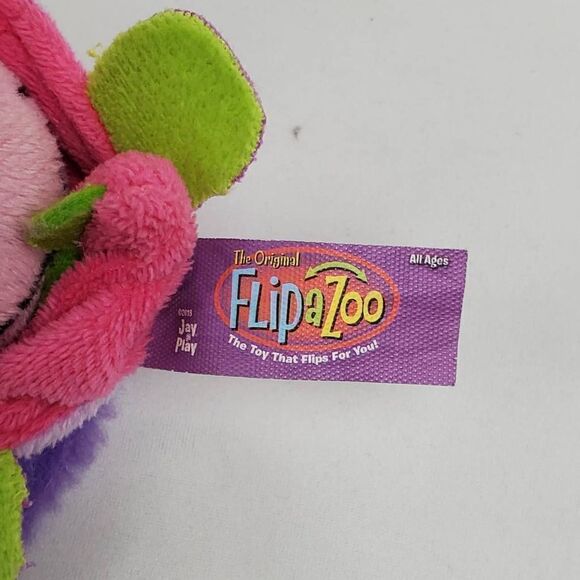 The Original
All Ages
FLipaZoo
©2015
Jay
at
Play
The Toy That Flips For You!